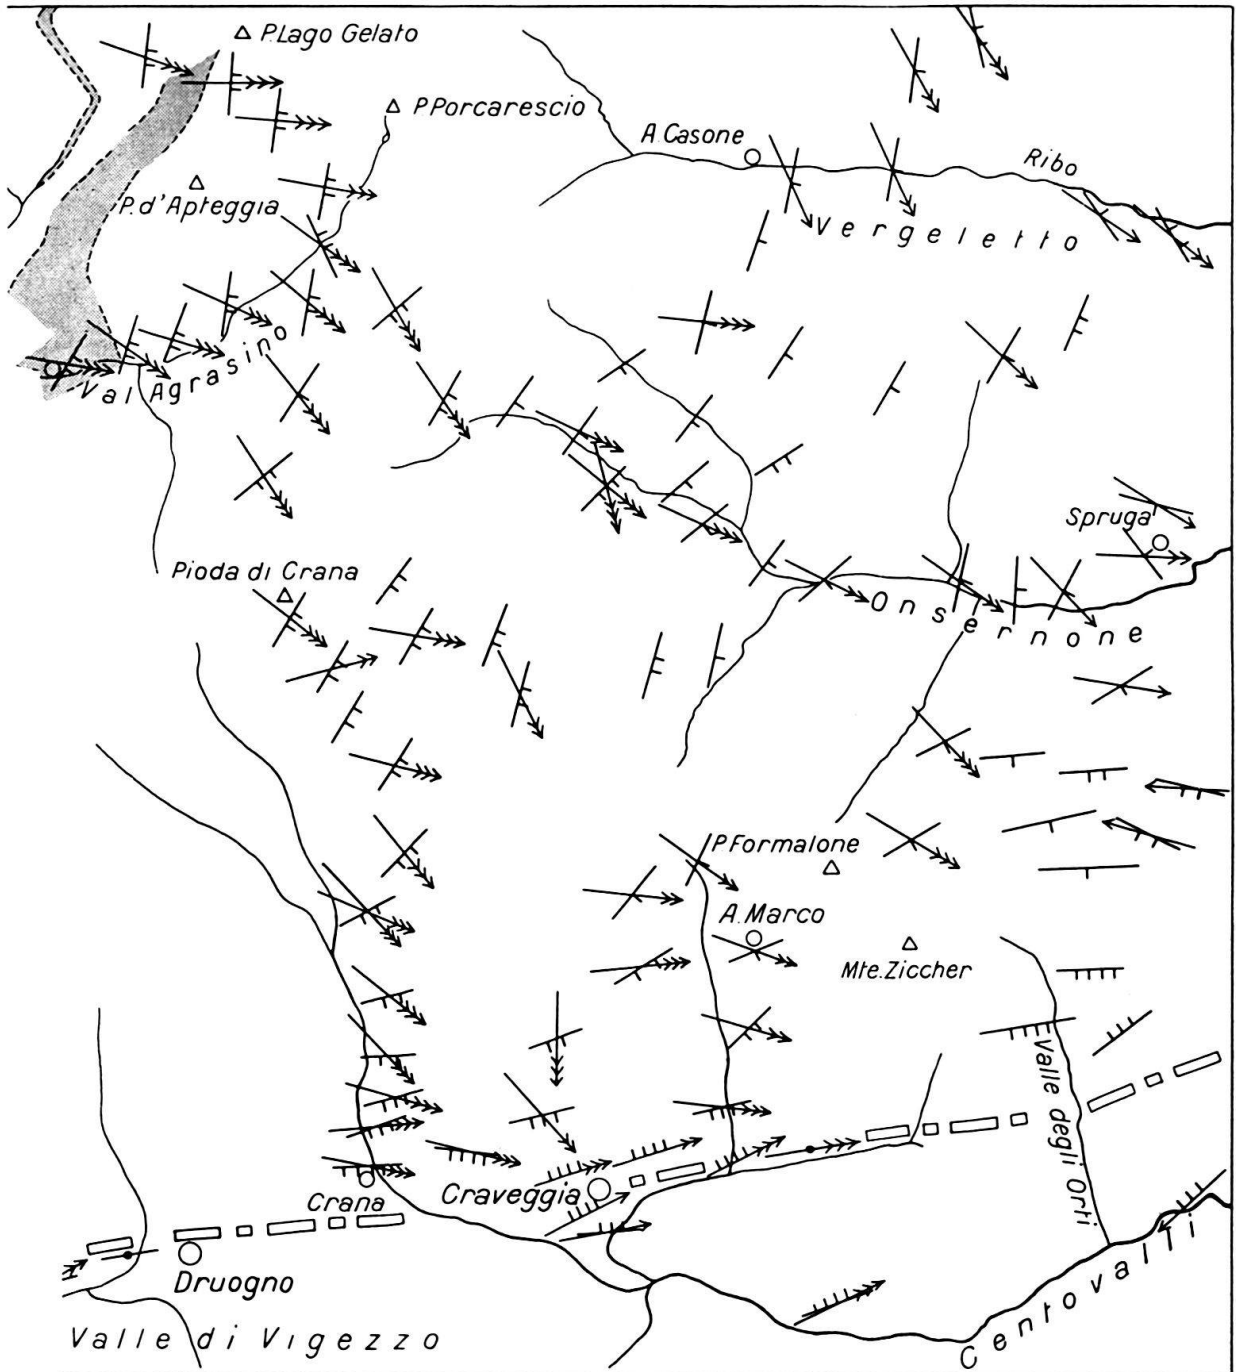 P.Lago Gelato
P.Porcarescio
A.Casone
Ribo
P.d'Apteggia
Vergeletto
Val Agrasino
Spruga
Pioda di Crana
Onsernone
P.Formalone
A.Marco
Mte.Ziccher
Valle degli Orti
Crana
Craveggia
Druogno
Centovalli
Valle di Vigezzo